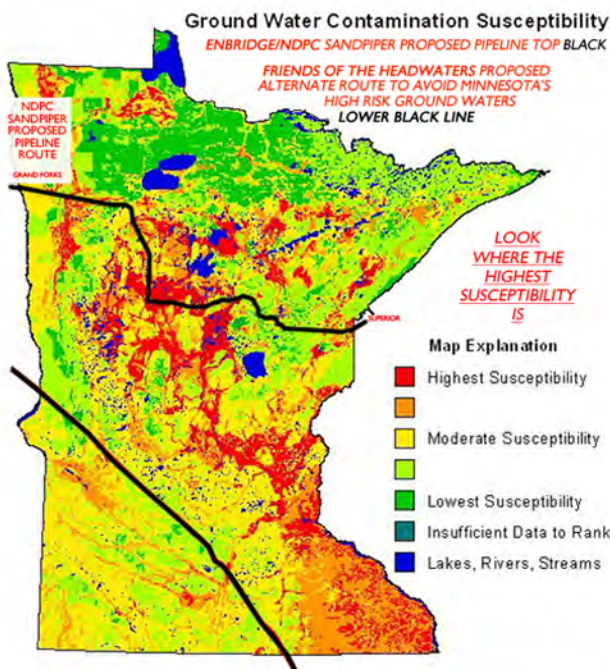 Ground Water Contamination Susceptibility
ENBRIDGE/NDPC SANDPIPER PROPOSED PIPELINE TOP BLACK
FRIENDS OF THE HEADWATERS PROPOSED
ALTERNATE ROUTE TO AVOID MINNESOTA'S
HIGH RISK GROUND WATERS
LOWER BLACK LINE
NDPC
SANDPIPER
PROPOSED
PIPELINE
ROUTE
GRAND FORKS
LOOK
WHERE THE
HIGHEST
SUSCEPTIBILITY
IS
SUPERIOR
Map Explanation
Highest Susceptibility
Moderate Susceptibility
Lowest Susceptibility
Insufficient Data to Rank
Lakes, Rivers, Streams